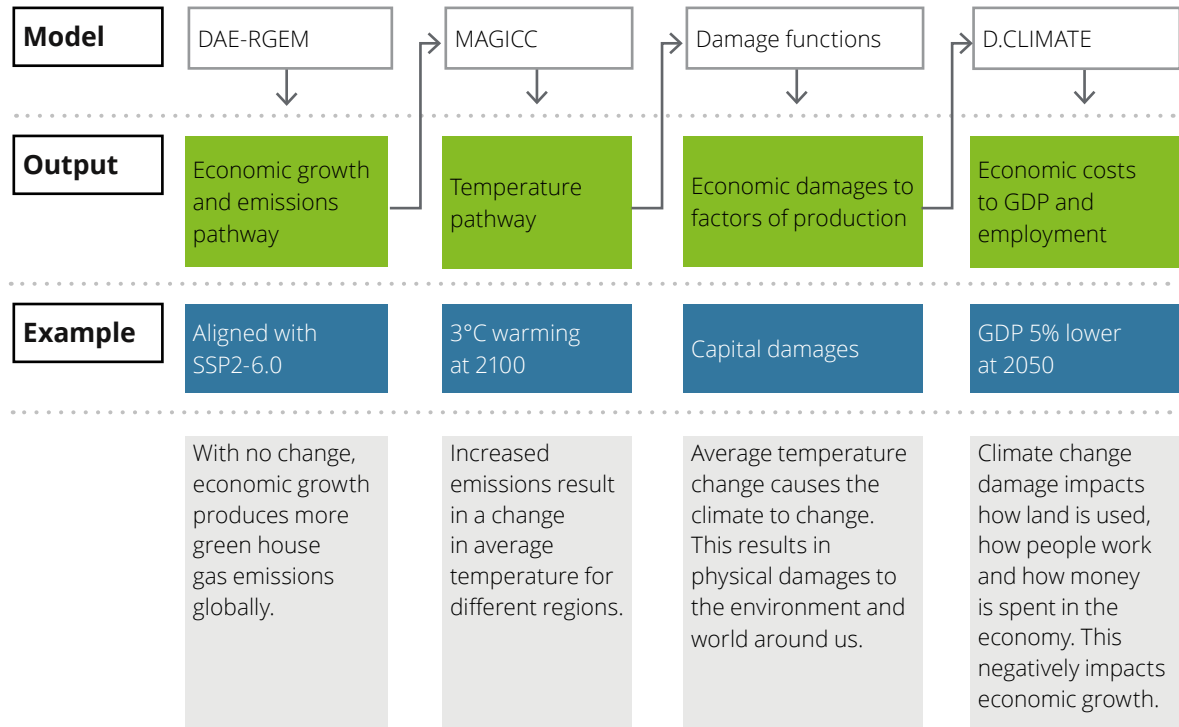 Model
DAE-RGEM
MAGICC
Damage functions
D.CLIMATE
Output
Economic growth
and emissions
pathway
Temperature
pathway
Economic damages to
factors of production
Economic costs
to GDP and
employment
Example
Aligned with
SSP2-6.0
3°C warming
at 2100
Capital damages
GDP 5% lower
at 2050
With no change,
economic growth
produces more
green house
gas emissions
globally.
Increased
emissions result
in a change
in average
temperature for
different regions.
Average temperature
change causes the
climate to change.
This results in
physical damages to
the environment and
world around us.
Climate change
damage impacts
how land is used,
how people work
and how money
is spent in the
economy. This
negatively impacts
economic growth.